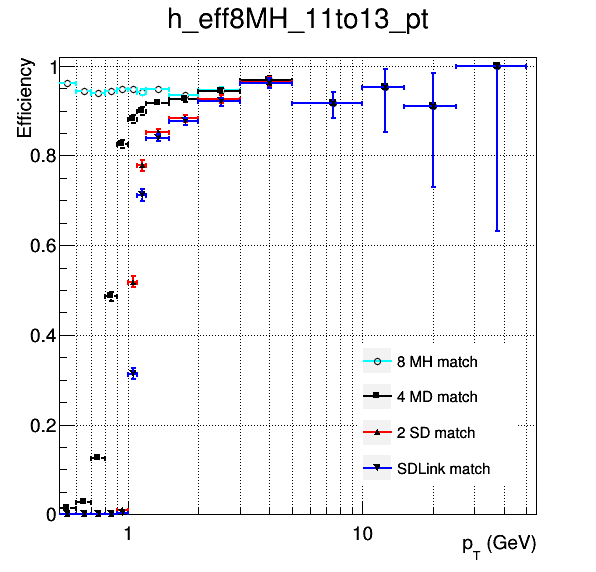 h_eff8MH_11to13_pt
Efficiency
1
0.8
0.6
0.4
0.2
0
8 MH match
4 MD match
2 SD match
SDLink match
1
10
p_T (GeV)